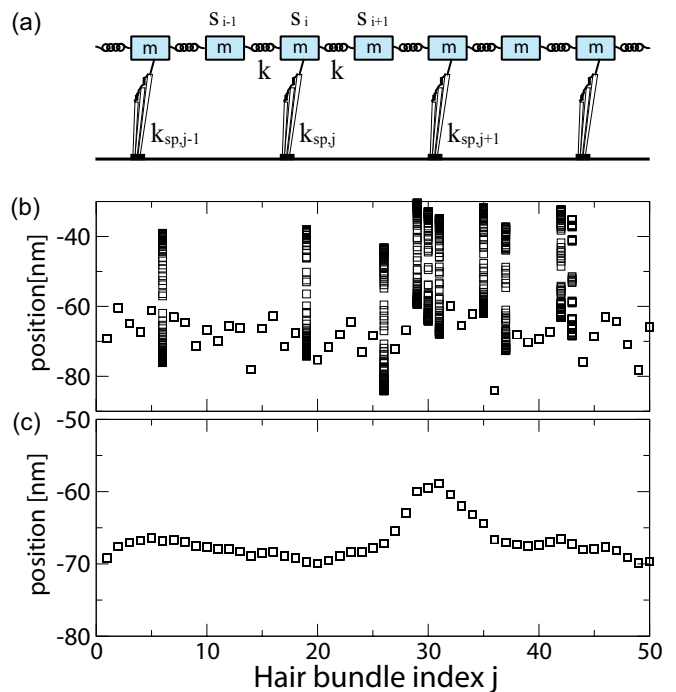 (a)
S i-1 S i S i+1
m m m m m m m
k k
k sp,j-1 k sp,j k sp,j+1
(b)
-40
-60
-80
position[nm]
(c)
-50
-60
-70
-80
position [nm]
0 10 20 30 40 50
Hair bundle index j